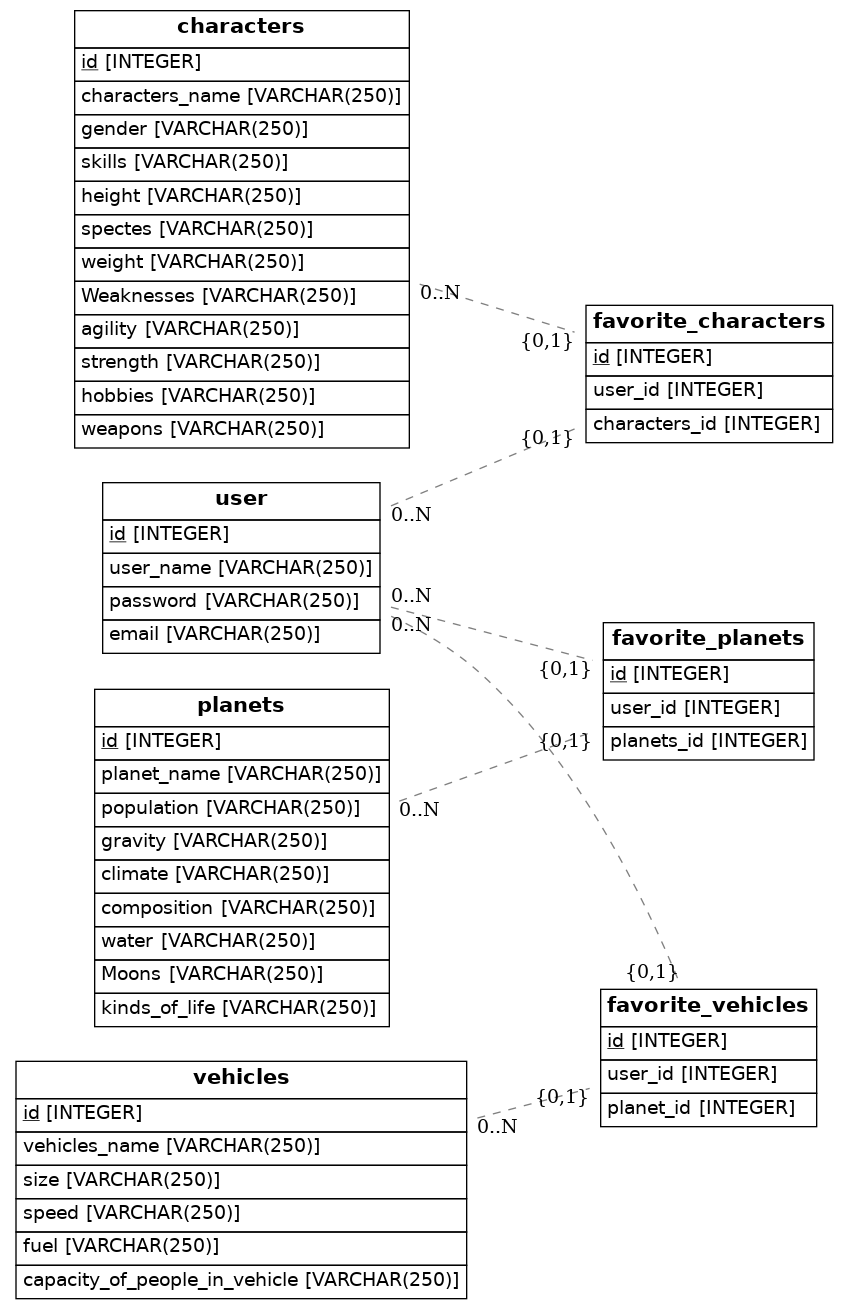 characters
id [INTEGER]
characters_name [VARCHAR(250)]
gender [VARCHAR(250)]
skills [VARCHAR(250)]
height [VARCHAR(250)]
spectes [VARCHAR(250)]
weight [VARCHAR(250)]
Weaknesses [VARCHAR(250)]
agility [VARCHAR(250)]
strength [VARCHAR(250)]
hobbies [VARCHAR(250)]
weapons [VARCHAR(250)]
0..N
{0,1}
favorite_characters
id [INTEGER]
user_id [INTEGER]
characters_id [INTEGER]
{0,1}
0..N
user
id [INTEGER]
user_name [VARCHAR(250)]
password [VARCHAR(250)]
email [VARCHAR(250)]
0..N
0..N
{0,1}
favorite_planets
id [INTEGER]
user_id [INTEGER]
planets_id [INTEGER]
{0,1}
0..N
planets
id [INTEGER]
planet_name [VARCHAR(250)]
population [VARCHAR(250)]
gravity [VARCHAR(250)]
climate [VARCHAR(250)]
composition [VARCHAR(250)]
water [VARCHAR(250)]
Moons [VARCHAR(250)]
kinds_of_life [VARCHAR(250)]
{0,1}
favorite_vehicles
id [INTEGER]
user_id [INTEGER]
planet_id [INTEGER]
{0,1}
0..N
vehicles
id [INTEGER]
vehicles_name [VARCHAR(250)]
size [VARCHAR(250)]
speed [VARCHAR(250)]
fuel [VARCHAR(250)]
capacity_of_people_in_vehicle [VARCHAR(250)]